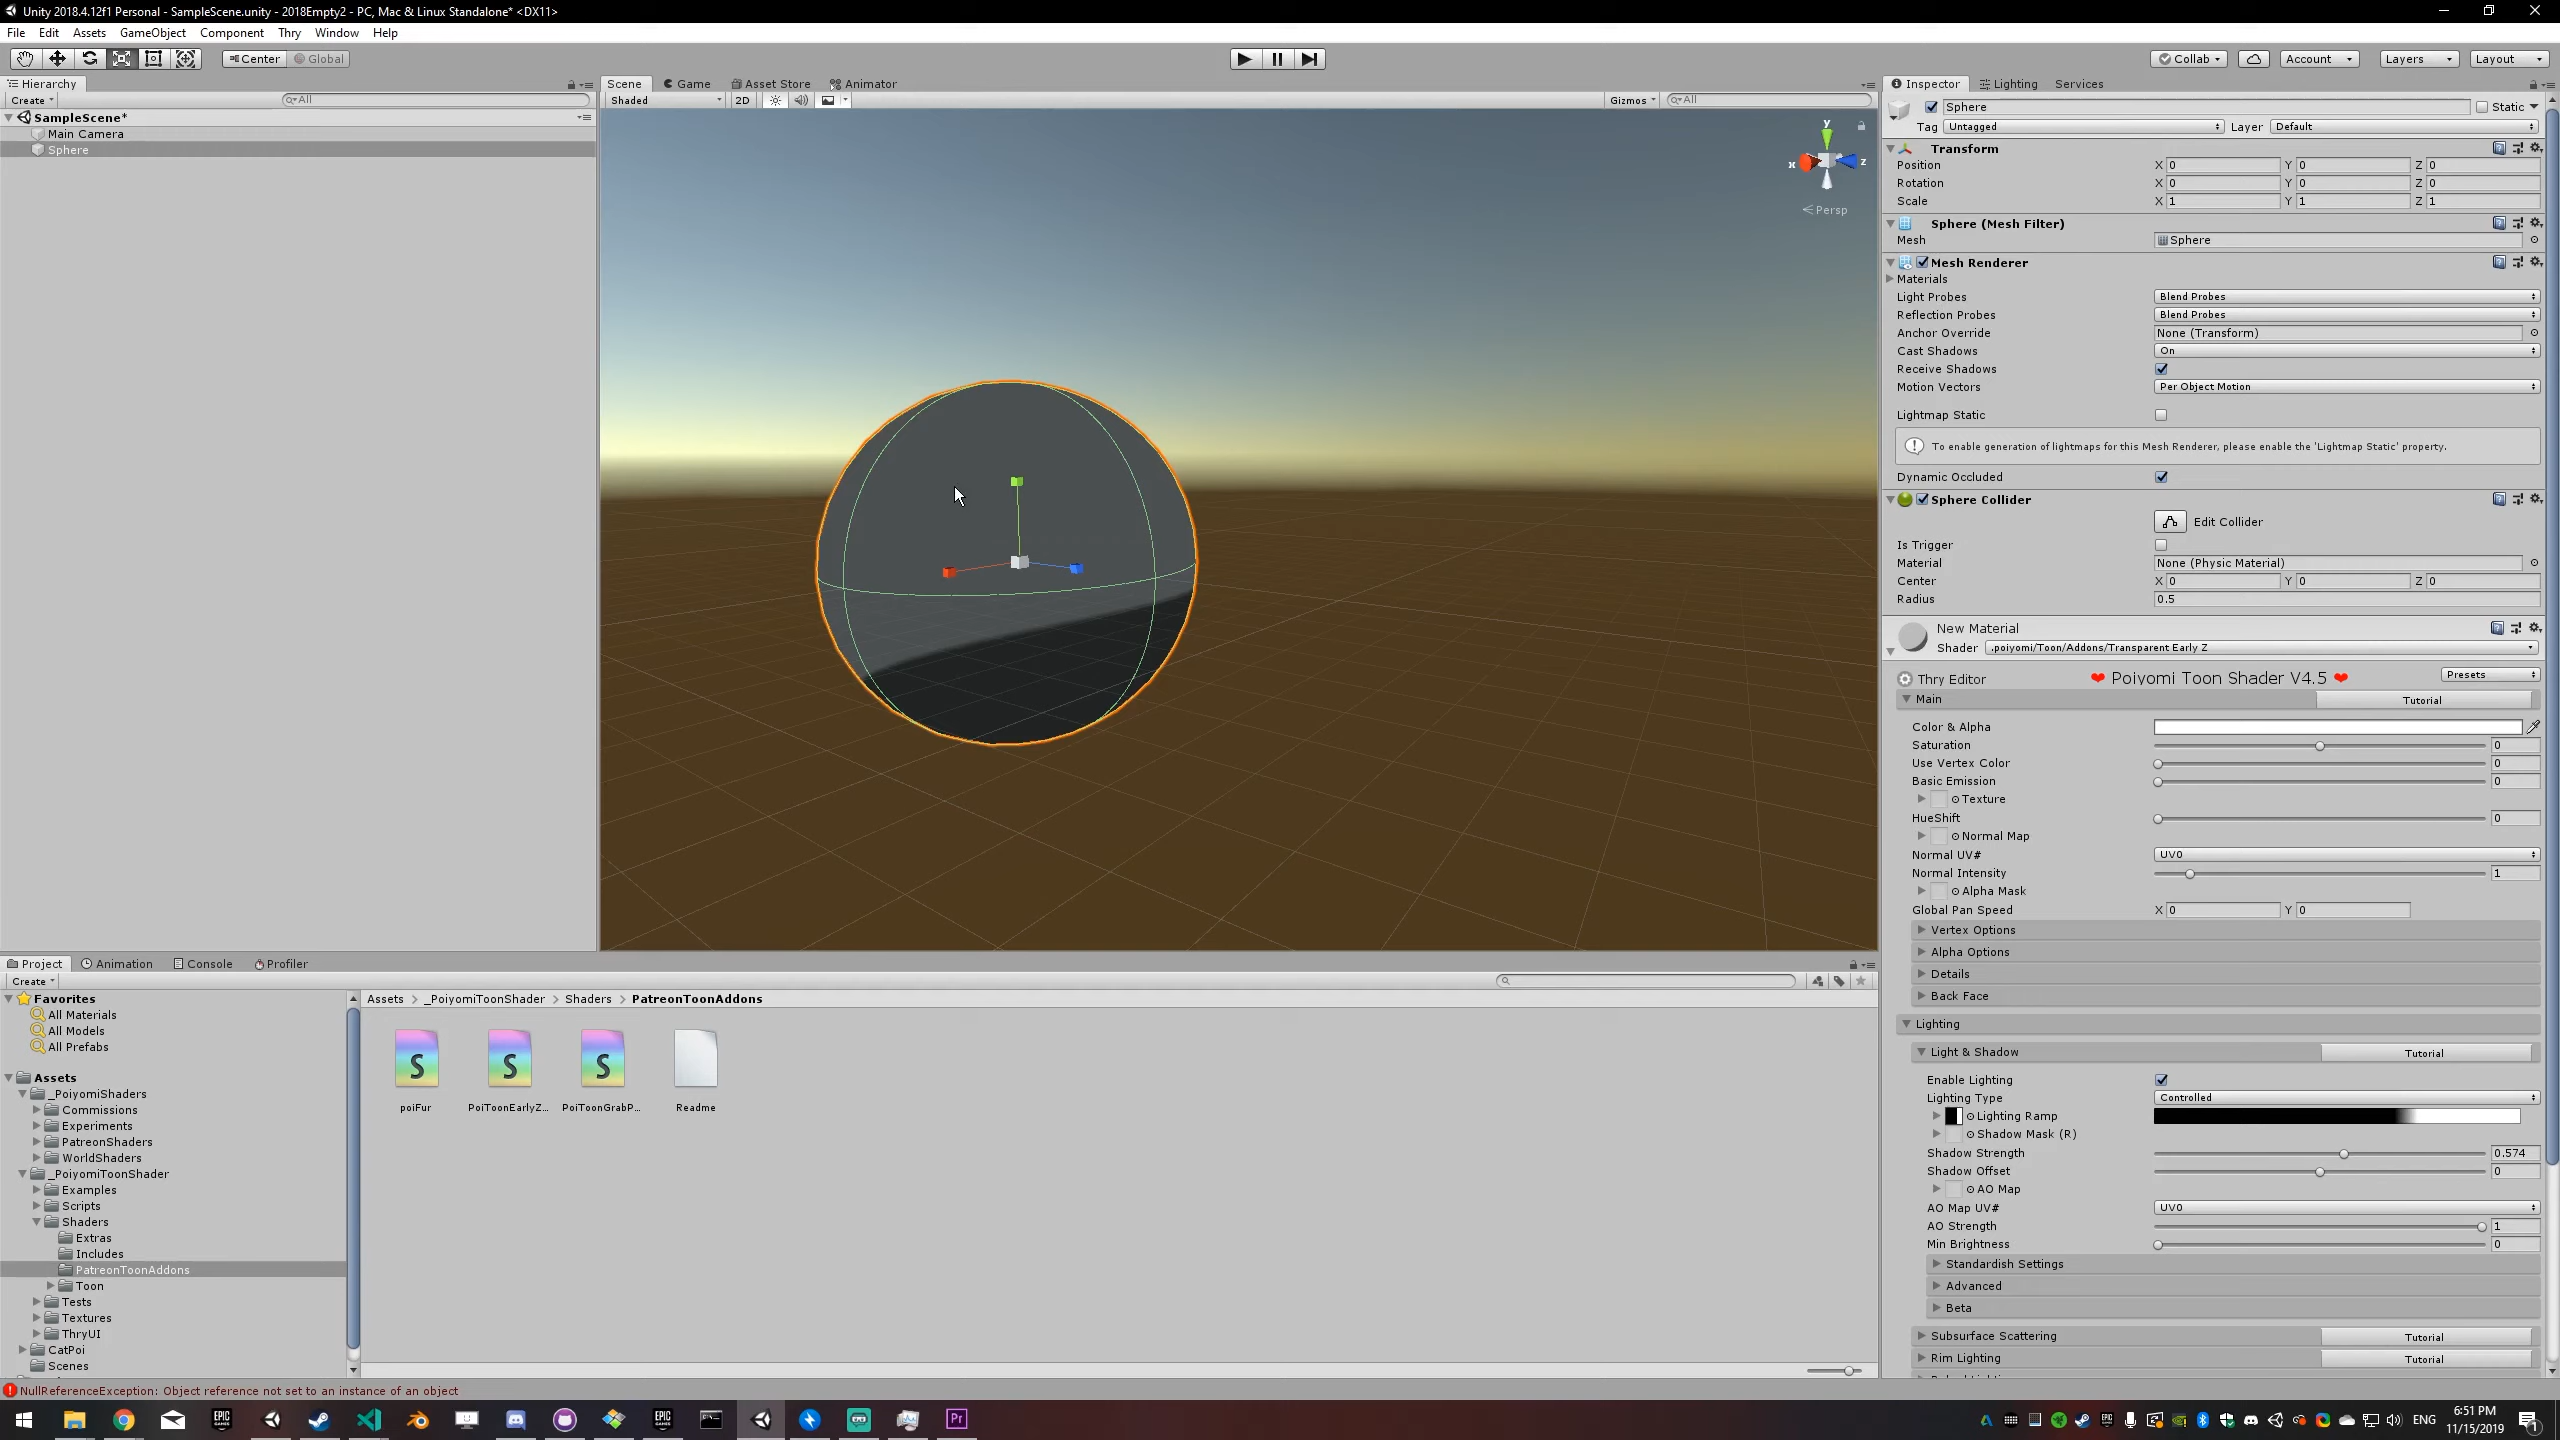 Unity 2018.4.12f1 Personal - SampleScene.unity - 2018Empty2 - PC, Mac & Linux Standalone* <DX11>
File Edit Assets GameObject Component Thry Window Help
Center Global Collab Account Layers Layout
Hierarchy
Create All
SampleScene*
Main Camera
Sphere
Scene Game Asset Store Animator
Shaded 2D Gizmos All
y
x z
Persp
Inspector Lighting Services
Sphere Static
Tag Untagged Layer Default
Transform
Position X 0 Y 0 Z 0
Rotation X 0 Y 0 Z 0
Scale X 1 Y 1 Z 1
Sphere (Mesh Filter)
Mesh Sphere
Mesh Renderer
Materials
Light Probes Blend Probes
Reflection Probes Blend Probes
Anchor Override None (Transform)
Cast Shadows On
Receive Shadows
Motion Vectors Per Object Motion
Lightmap Static
To enable generation of lightmaps for this Mesh Renderer, please enable the 'Lightmap Static' property.
Dynamic Occluded
Sphere Collider
Edit Collider
Is Trigger
Material None (Physic Material)
Center X 0 Y 0 Z 0
Radius 0.5
New Material
Shader .poiyomi/Toon/Addons/Transparent Early Z
Thry Editor ❤ Poiyomi Toon Shader V4.5 ❤ Presets
Main Tutorial
Color & Alpha
Saturation 0
Use Vertex Color 0
Basic Emission 0
Texture
HueShift 0
Normal Map
Normal UV# UV0
Normal Intensity 1
Alpha Mask
Global Pan Speed X 0 Y 0
Vertex Options
Alpha Options
Details
Back Face
Lighting
Light & Shadow Tutorial
Enable Lighting
Lighting Type Controlled
Lighting Ramp
Shadow Mask (R)
Shadow Strength 0.574
Shadow Offset 0
AO Map
AO Map UV# UV0
AO Strength 1
Min Brightness 0
Standardish Settings
Advanced
Beta
Subsurface Scattering Tutorial
Rim Lighting Tutorial
Project Animation Console Profiler
Create
Favorites
All Materials
All Models
All Prefabs
Assets
_PoiyomiShaders
Commissions
Experiments
PatreonShaders
WorldShaders
_PoiyomiToonShader
Examples
Scripts
Shaders
Extras
Includes
PatreonToonAddons
Toon
Tests
Textures
ThryUI
CatPoi
Scenes
Assets > _PoiyomiToonShader > Shaders > PatreonToonAddons
S S S
poiFur PoiToonEarlyZ... PoiToonGrabP... Readme
NullReferenceException: Object reference not set to an instance of an object
EPIC GAMES EPIC GAMES Pr ENG 6:51 PM
11/15/2019